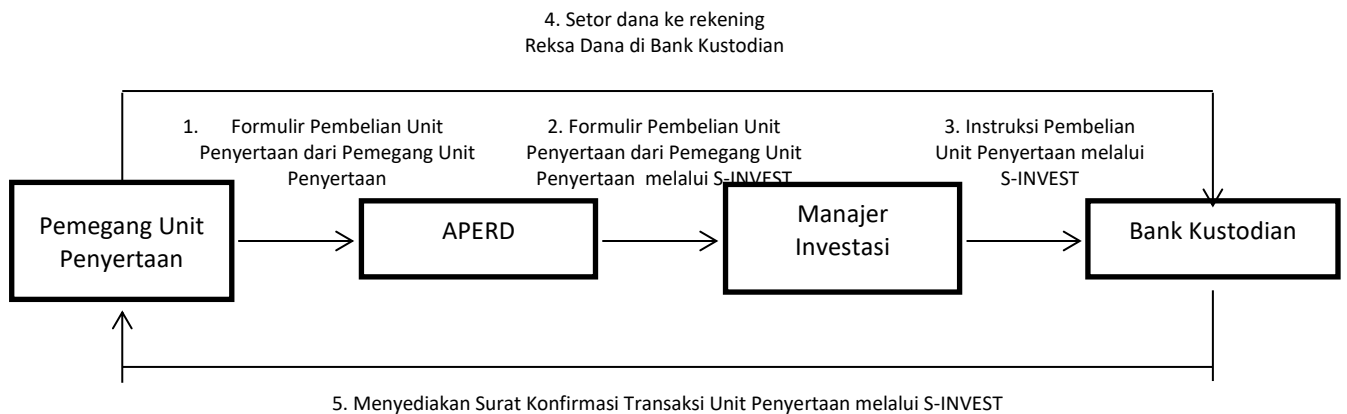 4. Setor dana ke rekening
Reksa Dana di Bank Kustodian
1. Formulir Pembelian Unit
Penyertaan dari Pemegang Unit
Penyertaan
2. Formulir Pembelian Unit
Penyertaan dari Pemegang Unit
Penyertaan melalui S-INVEST
3. Instruksi Pembelian
Unit Penyertaan melalui
S-INVEST
Pemegang Unit
Penyertaan
APERD
Manajer
Investasi
Bank Kustodian
5. Menyediakan Surat Konfirmasi Transaksi Unit Penyertaan melalui S-INVEST